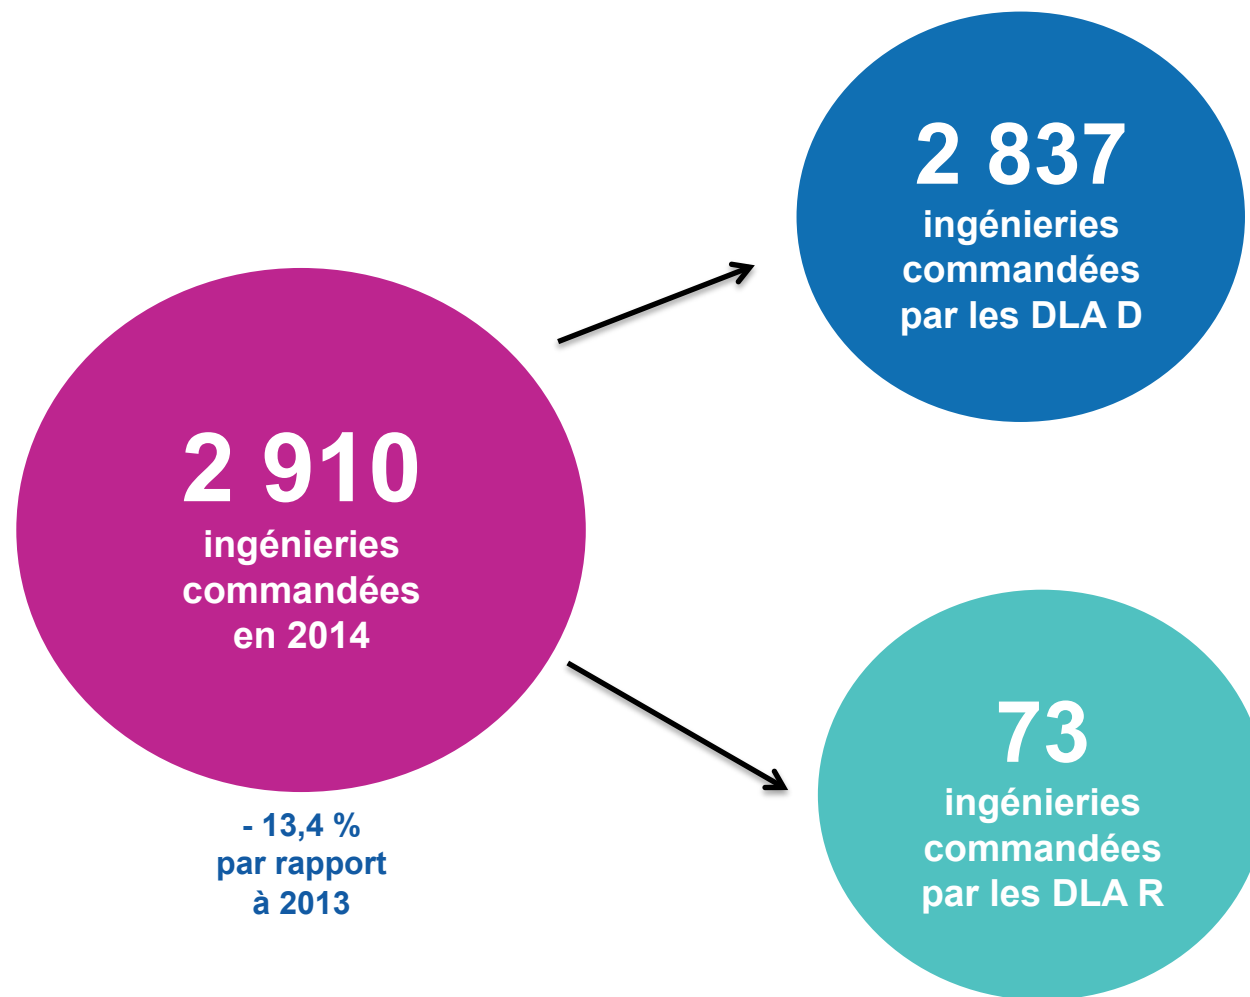 2 910
ingénieries
commandées
en 2014
- 13,4 %
par rapport
à 2013
2 837
ingénieries
commandées
par les DLA D
73
ingénieries
commandées
par les DLA R